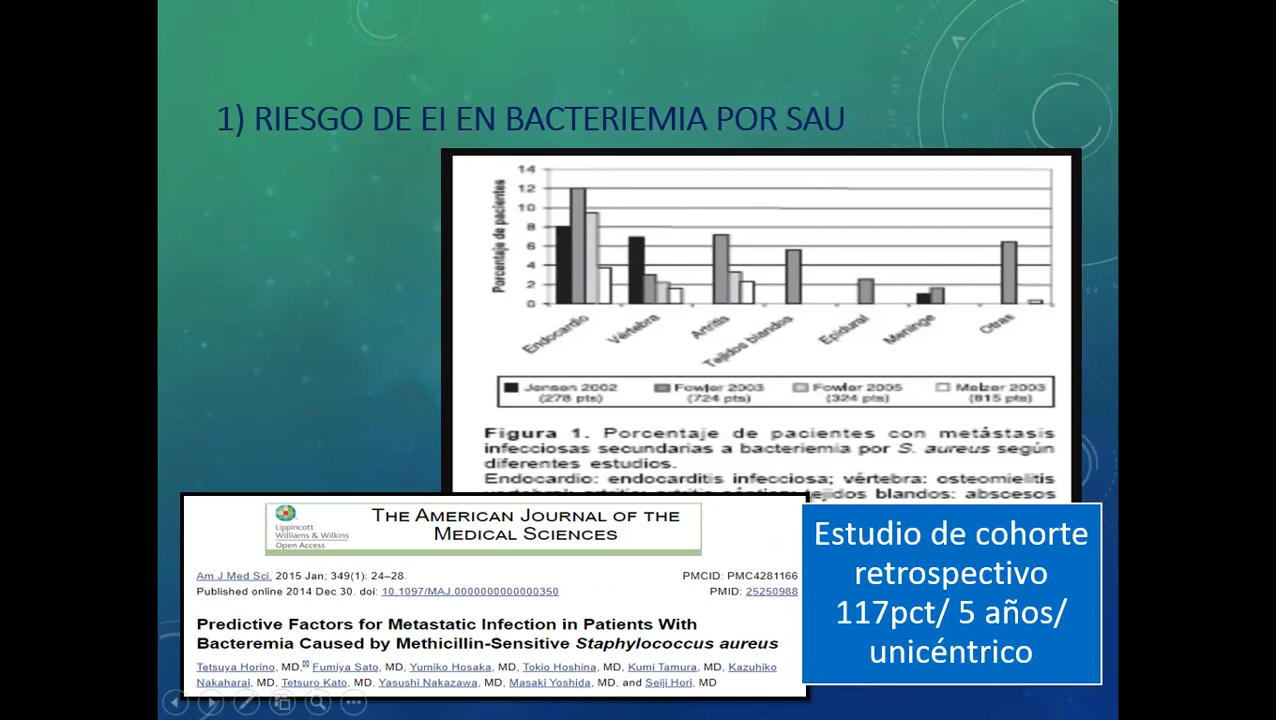 1) RIESGO DE EI EN BACTERIEMIA POR SAU
Porcentaje de pacientes
14
12
10
8
6
4
2
0
Endocardio
Vértebra
Artritis
Tejidos blandos
Epidural
Meninge
Otras
Jensen 2002
(278 pts)
Fowler 2003
(724 pts)
Fowler 2005
(324 pts)
Melzer 2003
(815 pts)
Figura 1. Porcentaje de pacientes con metástasis
infecciosas secundarias a bacteriemia por S. aureus según
diferentes estudios.
Endocardio: endocarditis infecciosa; vértebra: osteomielitis
tejidos blandos: abscesos
Lippincott
Williams & Wilkins
Open Access
THE AMERICAN JOURNAL OF THE
MEDICAL SCIENCES
Am J Med Sci. 2015 Jan; 349(1): 24–28.
Published online 2014 Dec 30. doi: 10.1097/MAJ.0000000000000350
PMCID: PMC4281166
PMID: 25250988
Predictive Factors for Metastatic Infection in Patients With
Bacteremia Caused by Methicillin-Sensitive Staphylococcus aureus
Tetsuya Horino, MD, Fumiya Sato, MD, Yumiko Hosaka, MD, Tokio Hoshina, MD, Kumi Tamura, MD, Kazuhiko
Nakaharai, MD, Tetsuro Kato, MD, Yasushi Nakazawa, MD, Masaki Yoshida, MD, and Seiji Hori, MD
Estudio de cohorte
retrospectivo
117pct/ 5 años/
unicéntrico